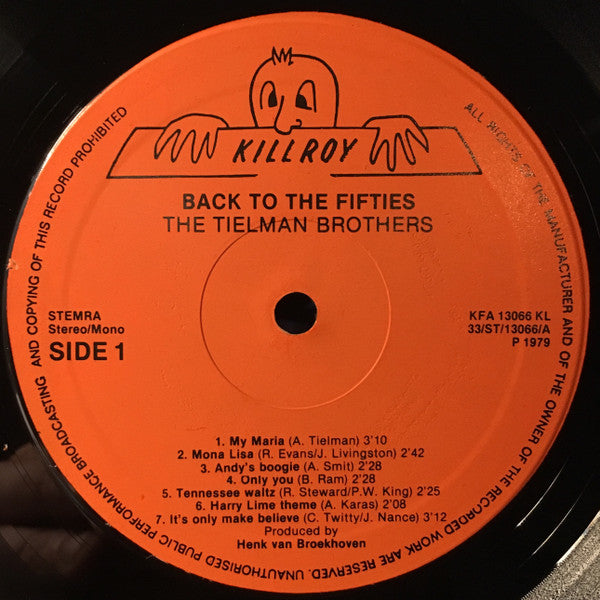 KILLROY
BACK TO THE FIFTIES
THE TIELMAN BROTHERS
STEMRA
Stereo/Mono
SIDE 1
KFA 13066 KL
33/ST/13066/A
P 1979
1. My Maria (A. Tielman) 3'10
2. Mona Lisa (R. Evans/J. Livingston) 2'42
3. Andy's boogie (A. Smit) 2'28
4. Only you (B. Ram) 2'28
5. Tennessee waltz (R. Steward/P.W. King) 2'25
6. Harry Lime theme (A. Karas) 2'08
7. It's only make believe (C. Twitty/J. Nance) 3'12
Produced by
Henk van Broekhoven
ALL RIGHTS OF THE MANUFACTURER AND OF THE OWNER OF THE RECORDED WORK ARE RESERVED. UNAUTHORISED PUBLIC PERFORMANCE BROADCASTING AND COPYING OF THIS RECORD PROHIBITED